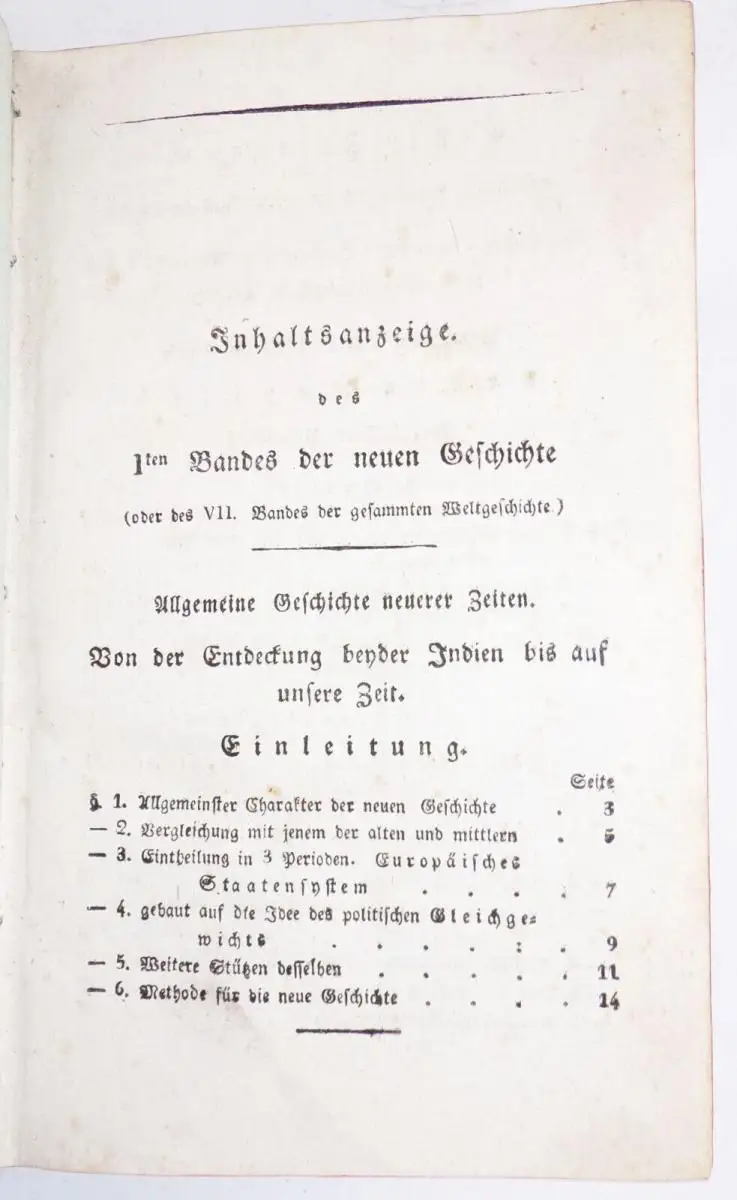 Inhaltsanzeige.
des
1ten Bandes der neuen Geschichte
(oder des VII. Bandes der gesammten Weltgeschichte.)
Allgemeine Geschichte neuerer Zeiten.
Von der Entdeckung beyder Indien bis auf
unsere Zeit.
Einleitung.
Seite
§. 1. Allgemeinster Charakter der neuen Geschichte . 3
— 2. Vergleichung mit jenem der alten und mittlern . 5
— 3. Eintheilung in 3 Perioden. Europäisches
Staatensystem . . . . 7
— 4. gebaut auf die Idee des politischen Gleichge=
wichts . . . . : . 9
— 5. Weitere Stützen desselben . . . . . 11
— 6. Methode für die neue Geschichte . . . . 14